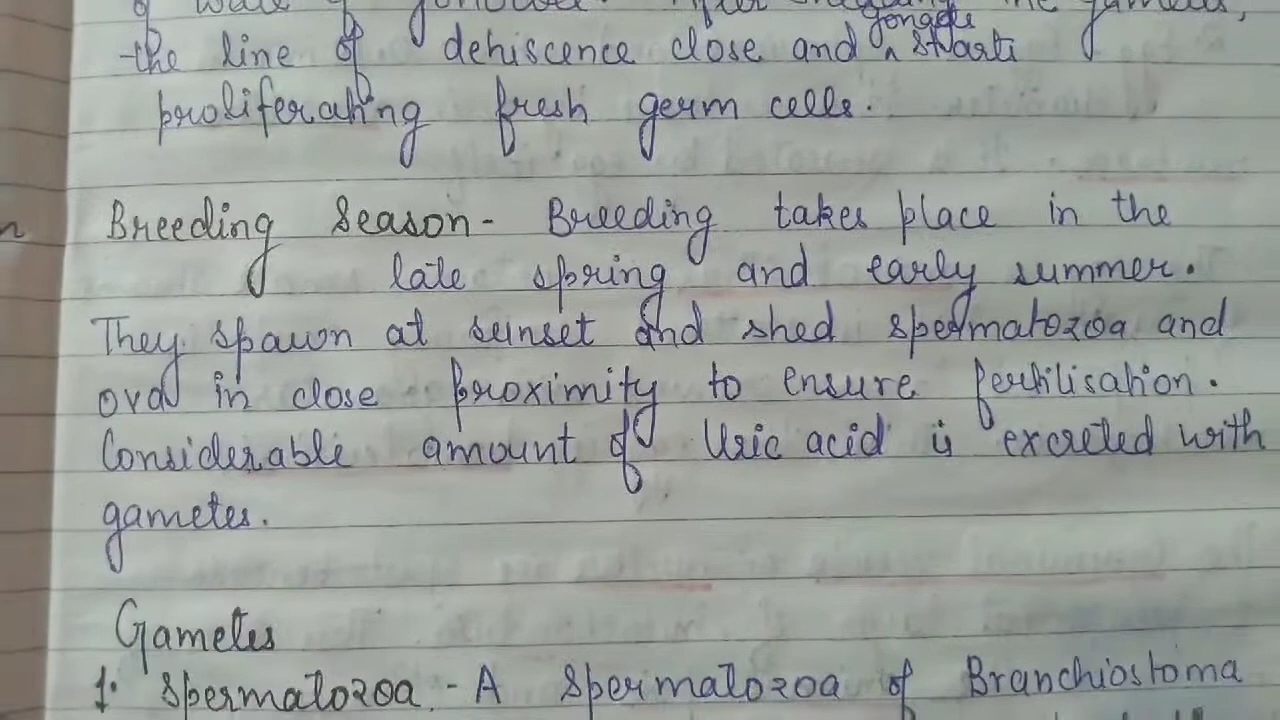 the gametes,
the line of dehiscence close and gonads starts
proliferating fresh germ cells.
Breeding Season - Breeding takes place in the
late spring and early summer.
They spawn at sunset and shed spermatozoa and
ova in close proximity to ensure fertilisation.
Considerable amount of Uric acid is excreted with
gametes.
Gametes
1. Spermatozoa - A spermatozoa of Branchiostoma